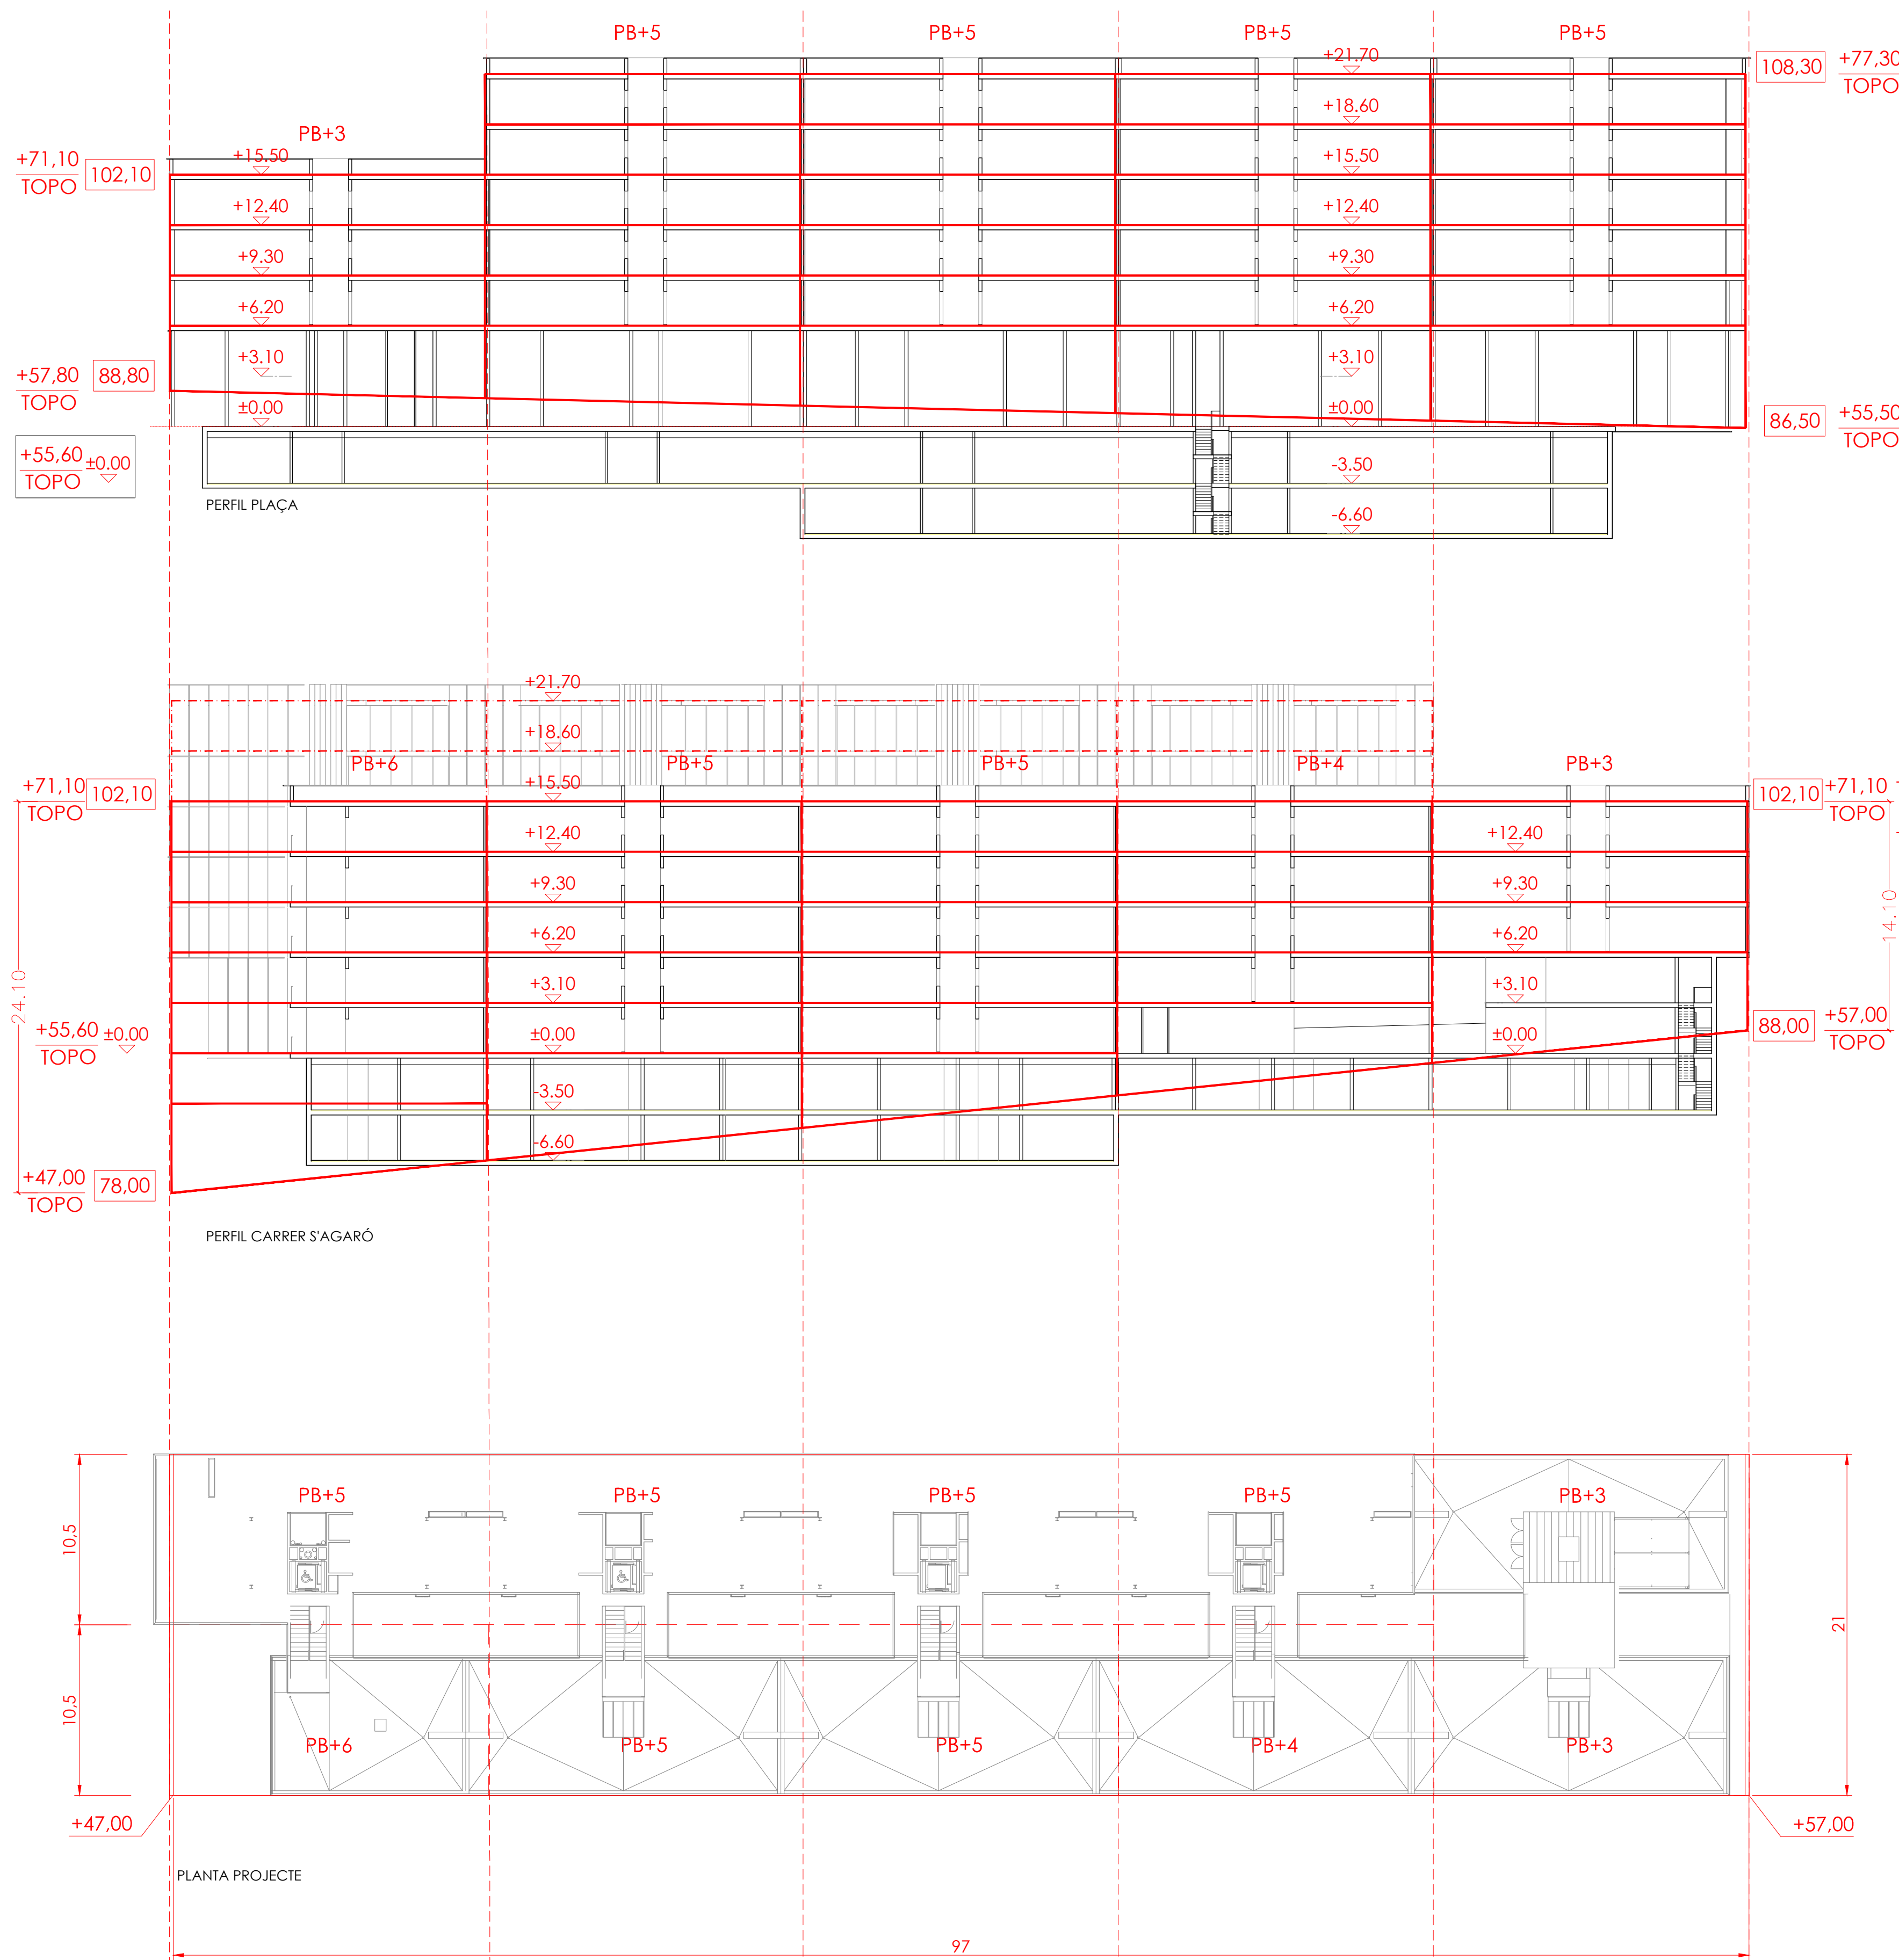 PB+5 PB+5 PB+5 PB+5
+21.70
108,30 +77,30
TOPO
+18.60
PB+3
+15.50 +15.50
+71,10 102,10
TOPO
+12.40 +12.40
+9.30 +9.30
+6.20 +6.20
+3.10 +3.10
+57,80 88,80
TOPO
±0.00 ±0.00
86,50 +55,50
TOPO
+55,60 ±0.00
TOPO
-3.50
PERFIL PLAÇA
-6.60
+21.70
+18.60
PB+6 PB+5 PB+5 PB+4 PB+3
+15.50
+71,10 102,10
TOPO
102,10 +71,10
TOPO
+12.40 +12.40
+9.30 +9.30
14.10
+6.20 +6.20
24.10
+3.10 +3.10
88,00 +57,00
TOPO
+55,60 ±0.00
TOPO
±0.00 ±0.00
-3.50
-6.60
+47,00 78,00
TOPO
PERFIL CARRER S'AGARÓ
PB+5 PB+5 PB+5 PB+5 PB+3
10,5
21
10,5
PB+6 PB+5 PB+5 PB+4 PB+3
+47,00 +57,00
PLANTA PROJECTE
97